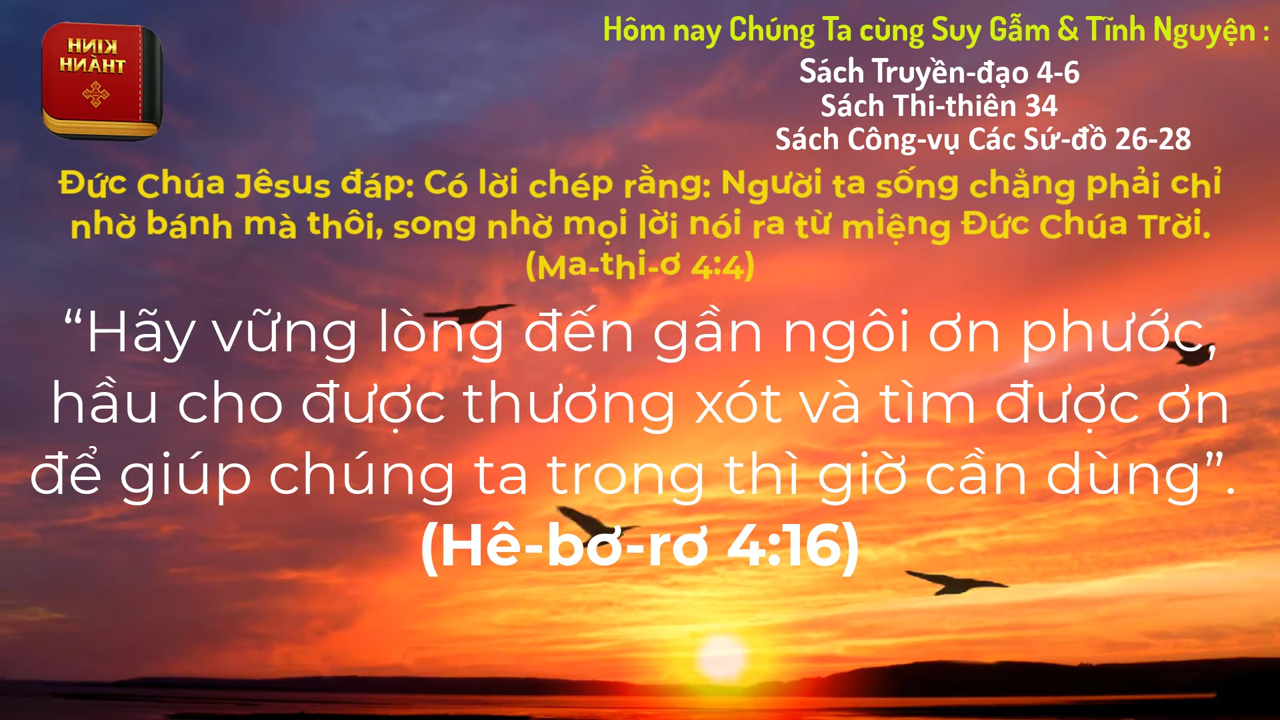 KINH
THÁNH
Hôm nay Chúng Ta cùng Suy Gẫm & Tĩnh Nguyện :
Sách Truyền-đạo 4-6
Sách Thi-thiên 34
Sách Công-vụ Các Sứ-đồ 26-28
Đức Chúa Jêsus đáp: Có lời chép rằng: Người ta sống chẳng phải chỉ
nhờ bánh mà thôi, song nhờ mọi lời nói ra từ miệng Đức Chúa Trời.
(Ma-thi-ơ 4:4)
“Hãy vững lòng đến gần ngôi ơn phước,
hầu cho được thương xót và tìm được ơn
để giúp chúng ta trong thì giờ cần dùng”.
(Hê-bơ-rơ 4:16)